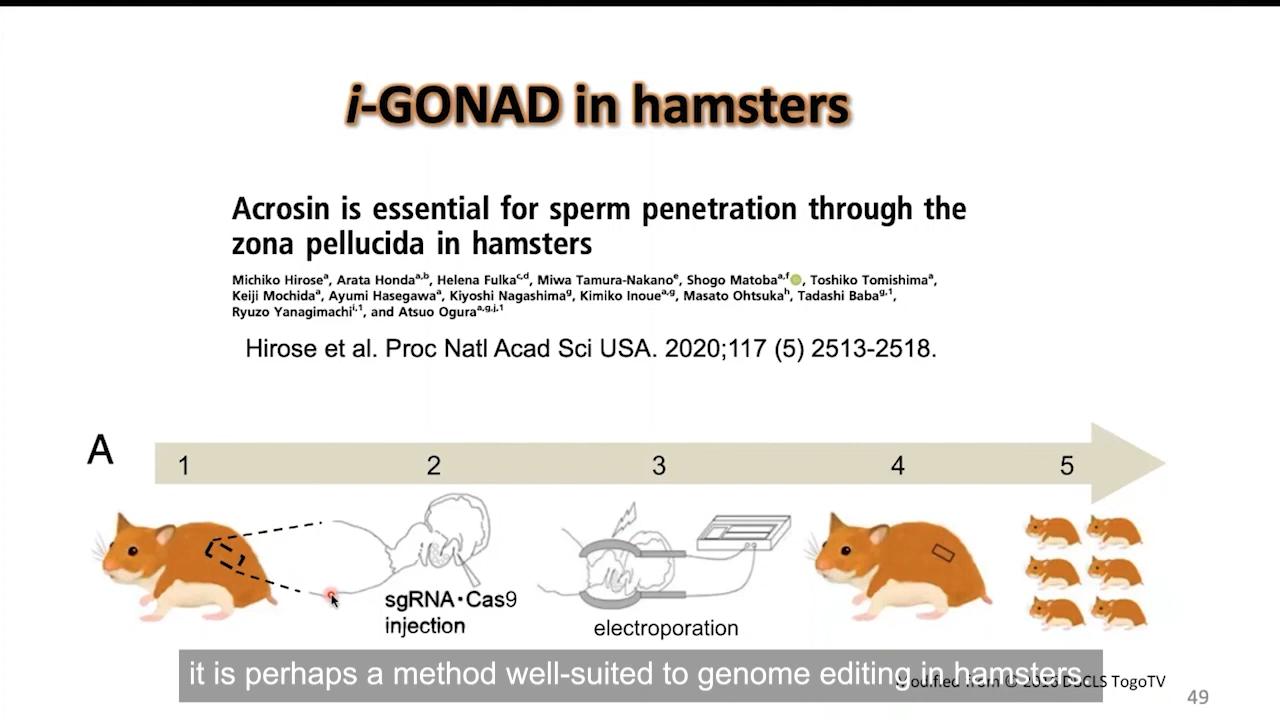 i-GONAD in hamsters
Acrosin is essential for sperm penetration through the
zona pellucida in hamsters
Michiko Hirosea, Arata Hondaa,b, Helena Fulkac,d, Miwa Tamura-Nakanoe, Shogo Matobaa,f, Toshiko Tomishimaa,
Keiji Mochidaa, Ayumi Hasegawaa, Kiyoshi Nagashimag, Kimiko Inouea,g, Masato Ohtsukah, Tadashi Babag,1,
Ryuzo Yanagimachii,1, and Atsuo Oguraa,g,j,1
Hirose et al. Proc Natl Acad Sci USA. 2020;117 (5) 2513-2518.
A
1 2 3 4 5
sgRNA・Cas9
injection
electroporation
it is perhaps a method well-suited to genome editing in hamsters.
Modified from © 2016 DBCLS TogoTV
49